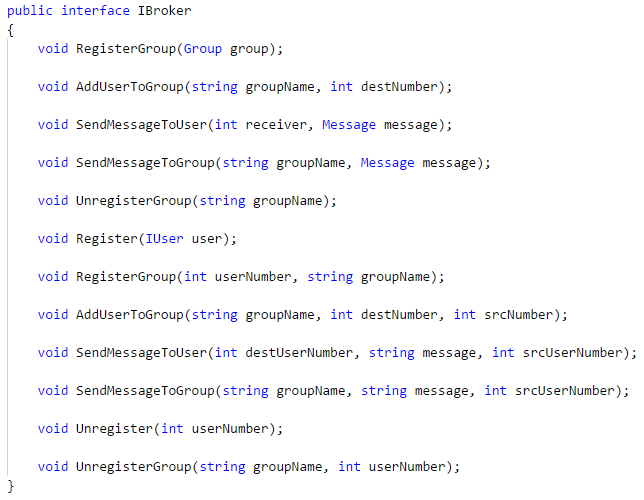 public interface IBroker
{
void RegisterGroup(Group group);
void AddUserToGroup(string groupName, int destNumber);
void SendMessageToUser(int receiver, Message message);
void SendMessageToGroup(string groupName, Message message);
void UnregisterGroup(string groupName);
void Register(IUser user);
void RegisterGroup(int userNumber, string groupName);
void AddUserToGroup(string groupName, int destNumber, int srcNumber);
void SendMessageToUser(int destUserNumber, string message, int srcUserNumber);
void SendMessageToGroup(string groupName, string message, int srcUserNumber);
void Unregister(int userNumber);
void UnregisterGroup(string groupName, int userNumber);
}